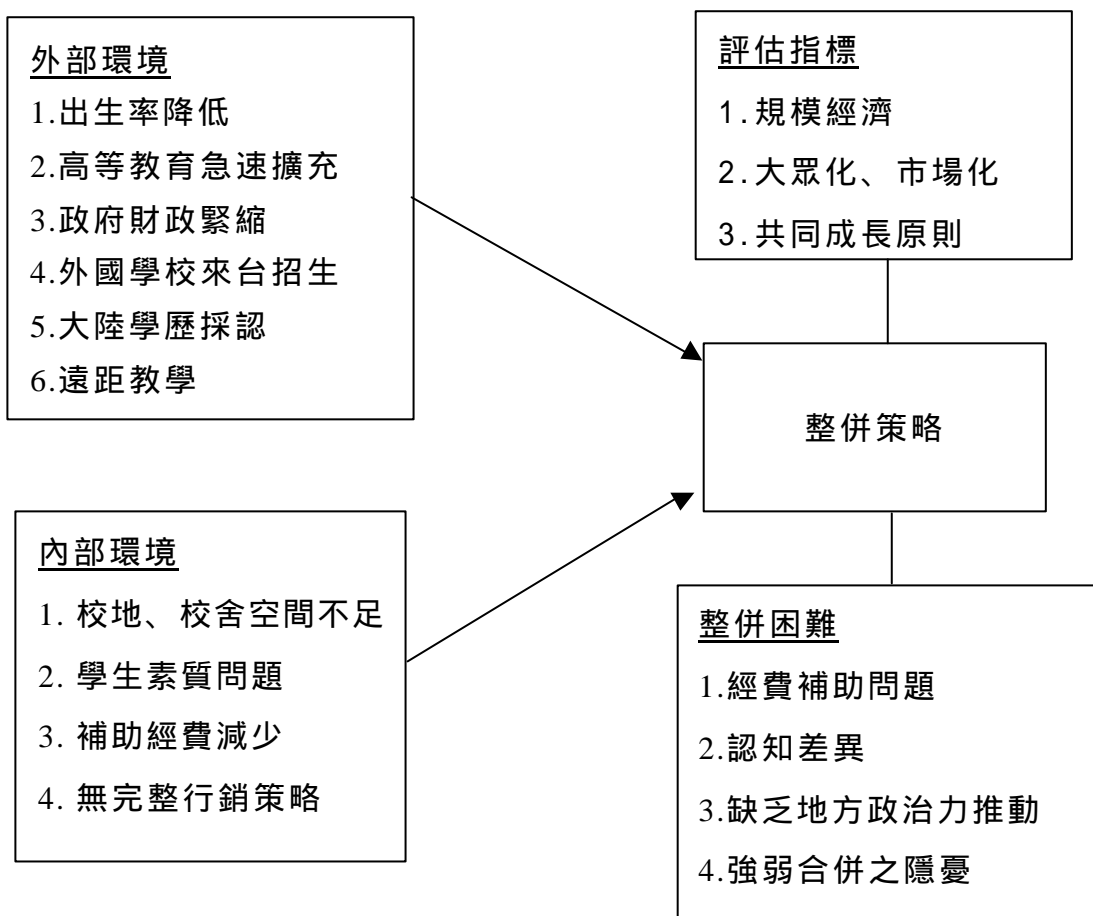 外部環境
1.出生率降低
2.高等教育急速擴充
3.政府財政緊縮
4.外國學校來台招生
5.大陸學歷採認
6.遠距教學
評估指標
1.規模經濟
2.大眾化、市場化
3.共同成長原則
整併策略
內部環境
1. 校地、校舍空間不足
2. 學生素質問題
3. 補助經費減少
4. 無完整行銷策略
整併困難
1.經費補助問題
2.認知差異
3.缺乏地方政治力推動
4.強弱合併之隱憂